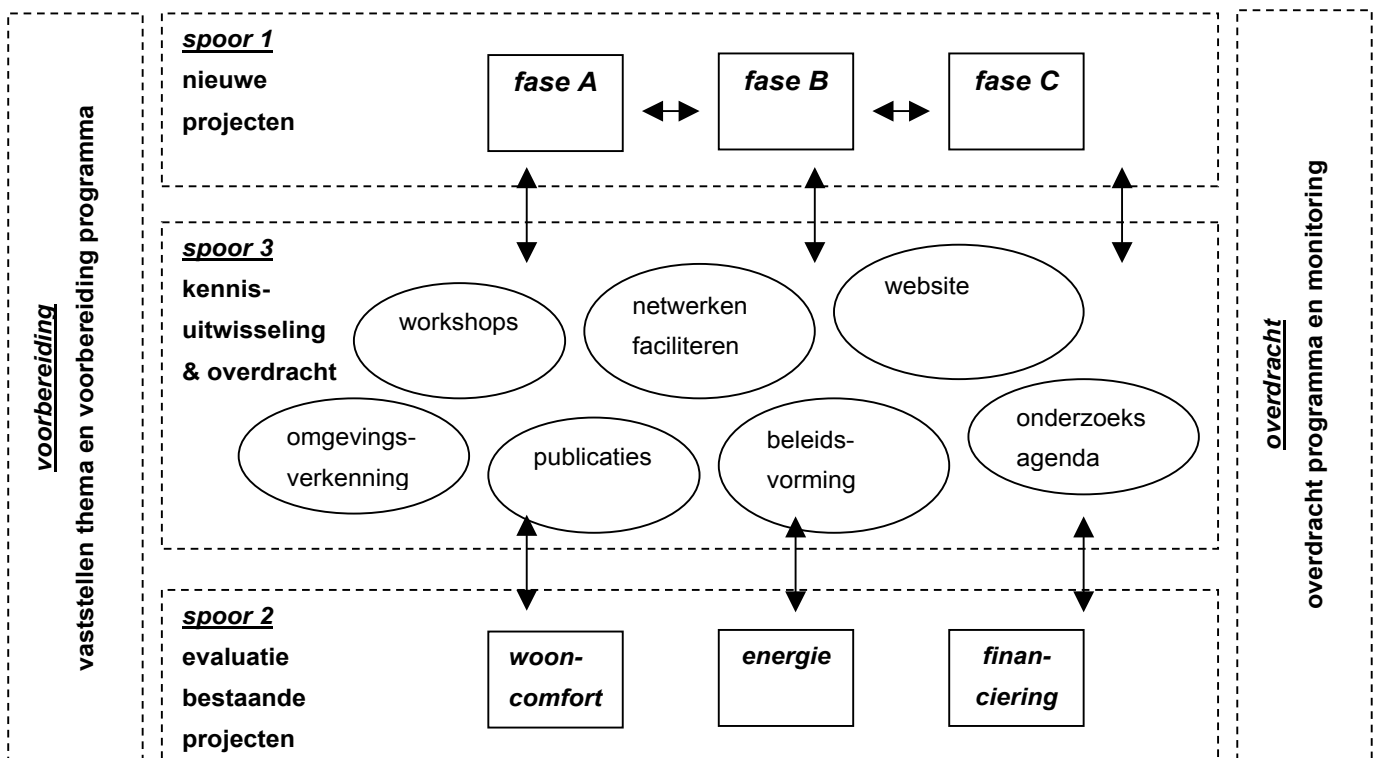 voorbereiding
vaststellen thema en voorbereiding programma
spoor 1
nieuwe
projecten
fase A
fase B
fase C
spoor 3
kennis-
uitwisseling
& overdracht
workshops
netwerken
faciliteren
website
omgevings-
verkenning
publicaties
beleids-
vorming
onderzoeks
agenda
spoor 2
evaluatie
bestaande
projecten
woon-
comfort
energie
finan-
ciering
overdracht
overdracht programma en monitoring